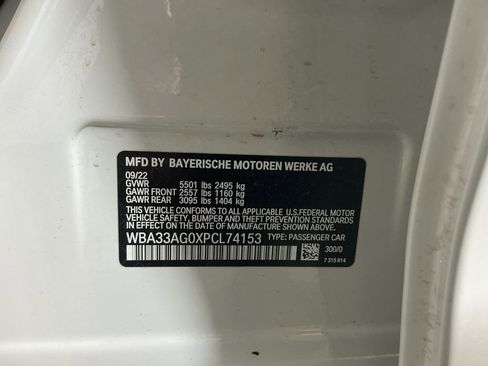 MFD BY BAYERISCHE MOTOREN WERKE AG
09/22
GVWR 5501 lbs 2495 kg
GAWR FRONT 2557 lbs 1160 kg
GAWR REAR 3095 lbs 1404 kg
THIS VEHICLE CONFORMS TO ALL APPLICABLE U.S.FEDERAL MOTOR
VEHICLE SAFETY, BUMPER AND THEFT PREVENTION STANDARDS
IN EFFECT ON THE DATE OF MANUFACTURE SHOWN ABOVE.
WBA33AG0XPCL74153 TYPE: PASSENGER CAR
300/0
7 315 814